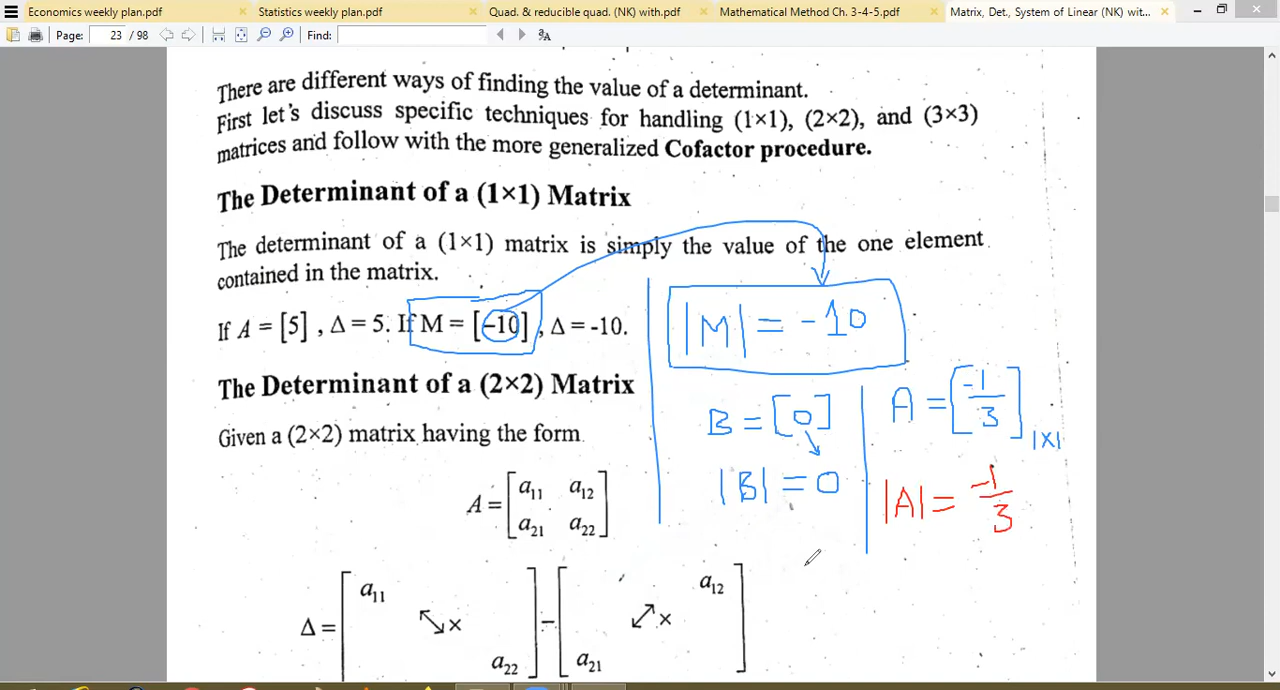 Economics weekly plan.pdf × Statistics weekly plan.pdf × Quad. & reducible quad. (NK) with.pdf × Mathematical Method Ch. 3-4-5.pdf × Matrix, Det., System of Linear (NK) wit... ×
Page: 23 / 98 Find:
There are different ways of finding the value of a determinant.
First let's discuss specific techniques for handling (1×1), (2×2), and (3×3)
matrices and follow with the more generalized Cofactor procedure.
The Determinant of a (1×1) Matrix
The determinant of a (1×1) matrix is simply the value of the one element
contained in the matrix.
If A = [5] , Δ = 5. If M = [−10] , Δ = -10.
|M| = -10
The Determinant of a (2×2) Matrix
Given a (2×2) matrix having the form
B = [0]
|B| = 0
A = [-1/3] 1×1
|A| = -1/3
A = [a11 a12
a21 a22]
Δ = [a11 × a22] − [a12 × a21]